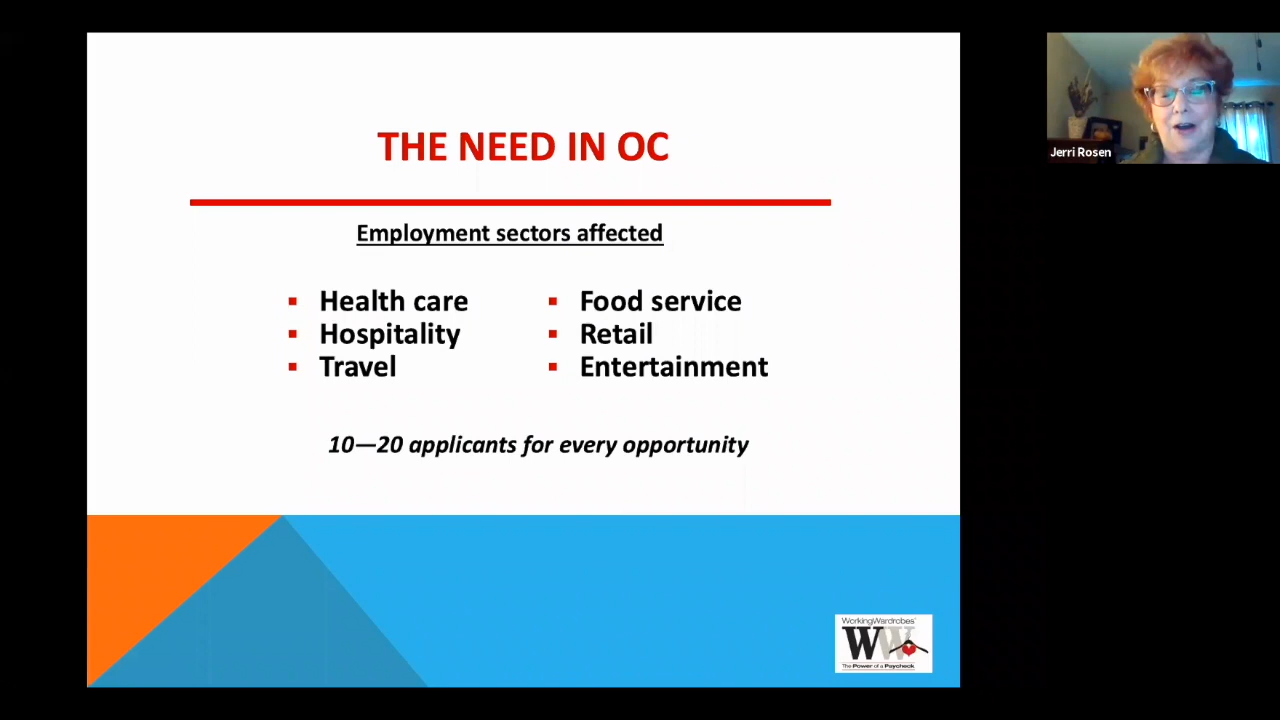 THE NEED IN OC
Employment sectors affected
Health care
Hospitality
Travel
Food service
Retail
Entertainment
10—20 applicants for every opportunity
WorkingWardrobes®
WW
The Power of a Paycheck
Jerri Rosen